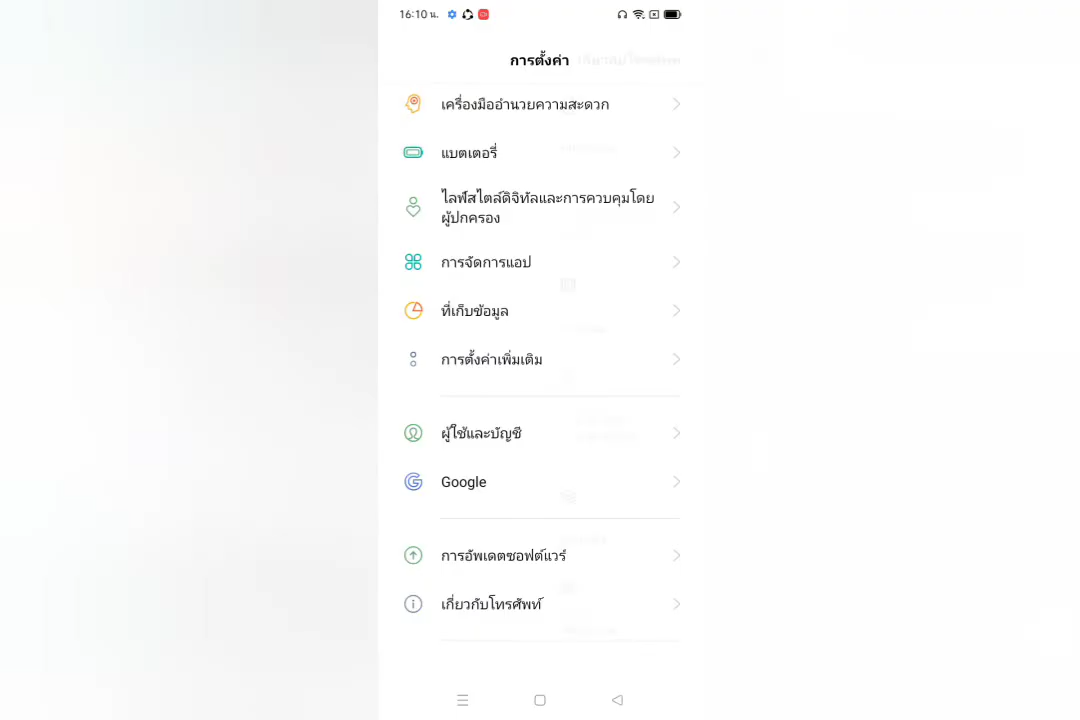 16:10 น.
การตั้งค่า
เครื่องมืออำนวยความสะดวก
แบตเตอรี่
ไลฟ์สไตล์ดิจิทัลและการควบคุมโดย
ผู้ปกครอง
การจัดการแอป
ที่เก็บข้อมูล
การตั้งค่าเพิ่มเติม
ผู้ใช้และบัญชี
Google
การอัพเดตซอฟต์แวร์
เกี่ยวกับโทรศัพท์